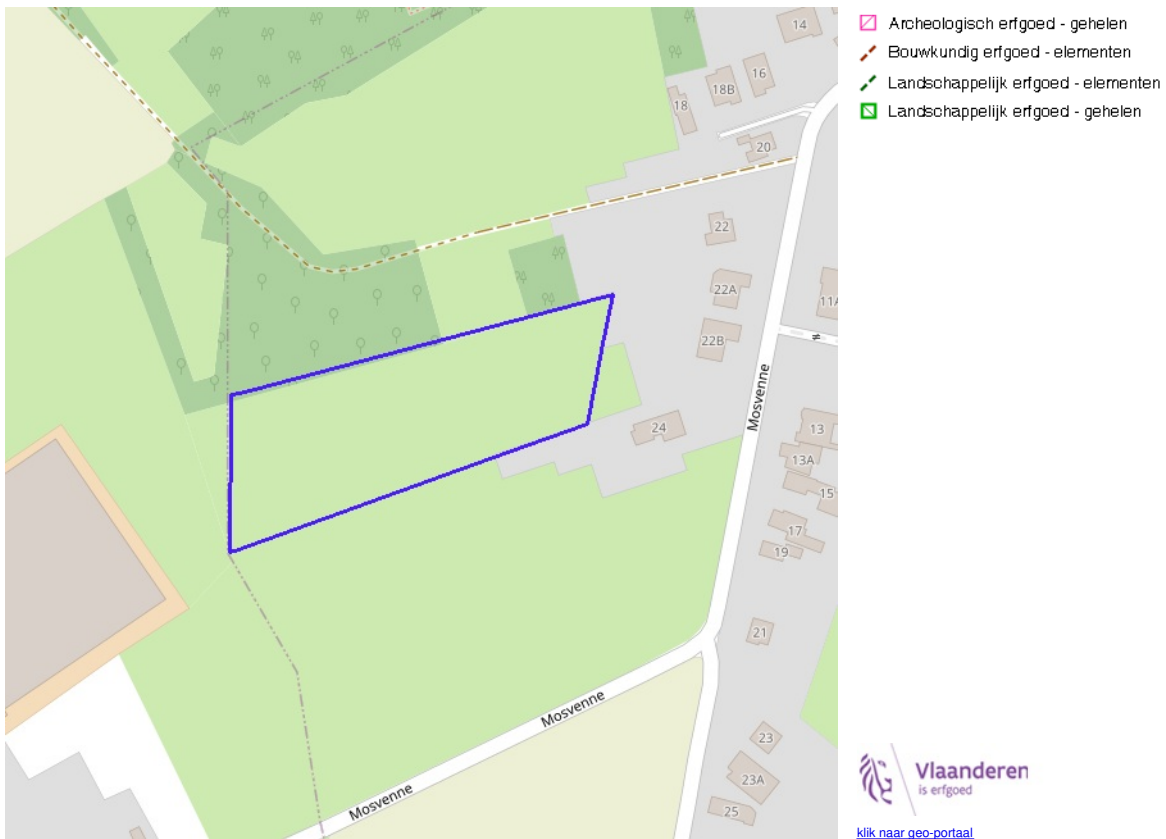 Archeologisch erfgoed - gehelen
Bouwkundig erfgoed - elementen
Landschappelijk erfgoed - elementen
Landschappelijk erfgoed - gehelen
14
16
18B
18
20
22
22A
11A
22B
Mosvenne
24
13
13A
15
17
19
21
Mosvenne
23
23A
Mosvenne
25
Vlaanderen
is erfgoed
klik naar geo-portaal